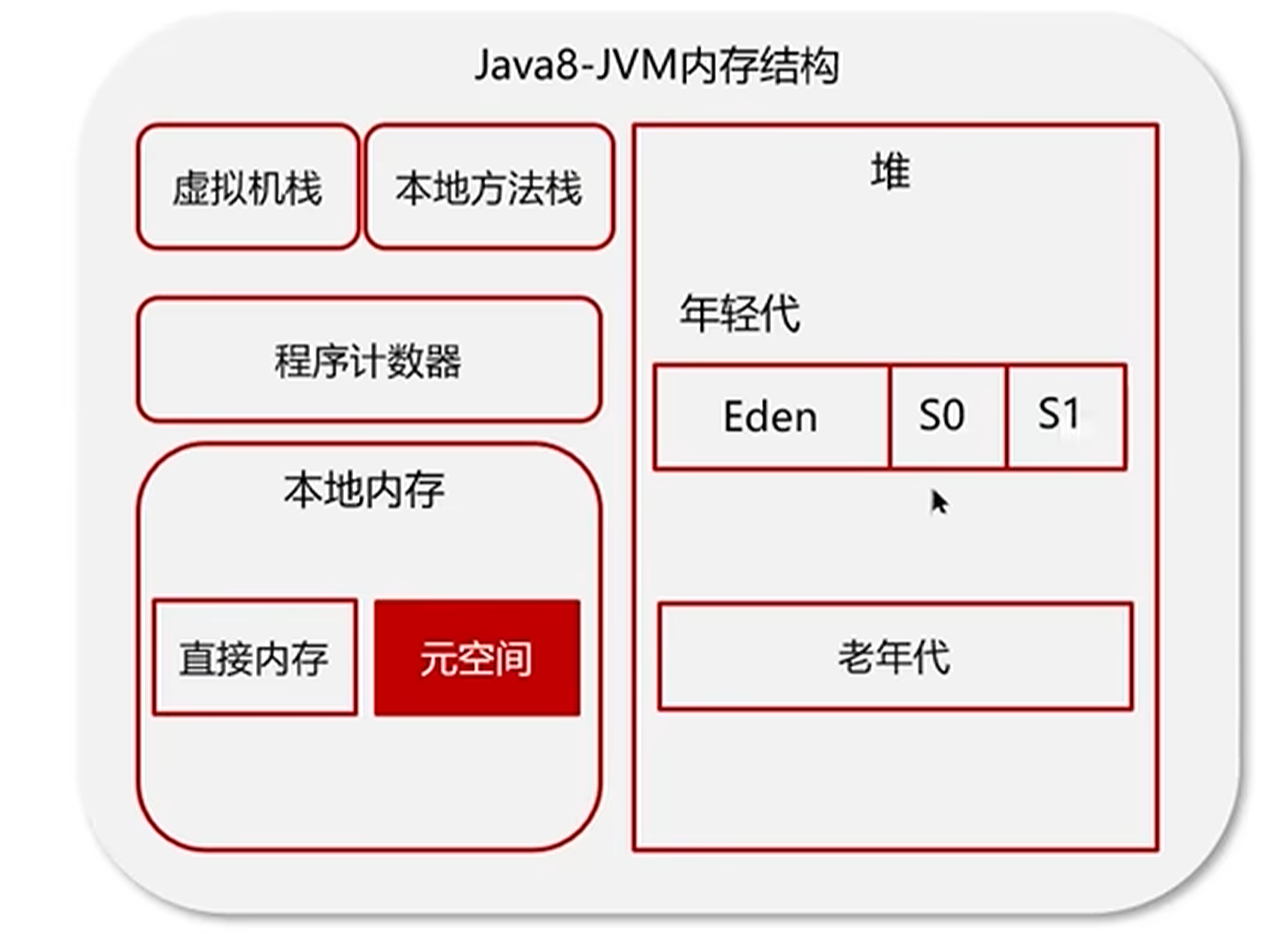 Java8-JVM内存结构
虚拟机栈
本地方法栈
程序计数器
本地内存
直接内存
元空间
堆
年轻代
Eden
S0
S1
老年代